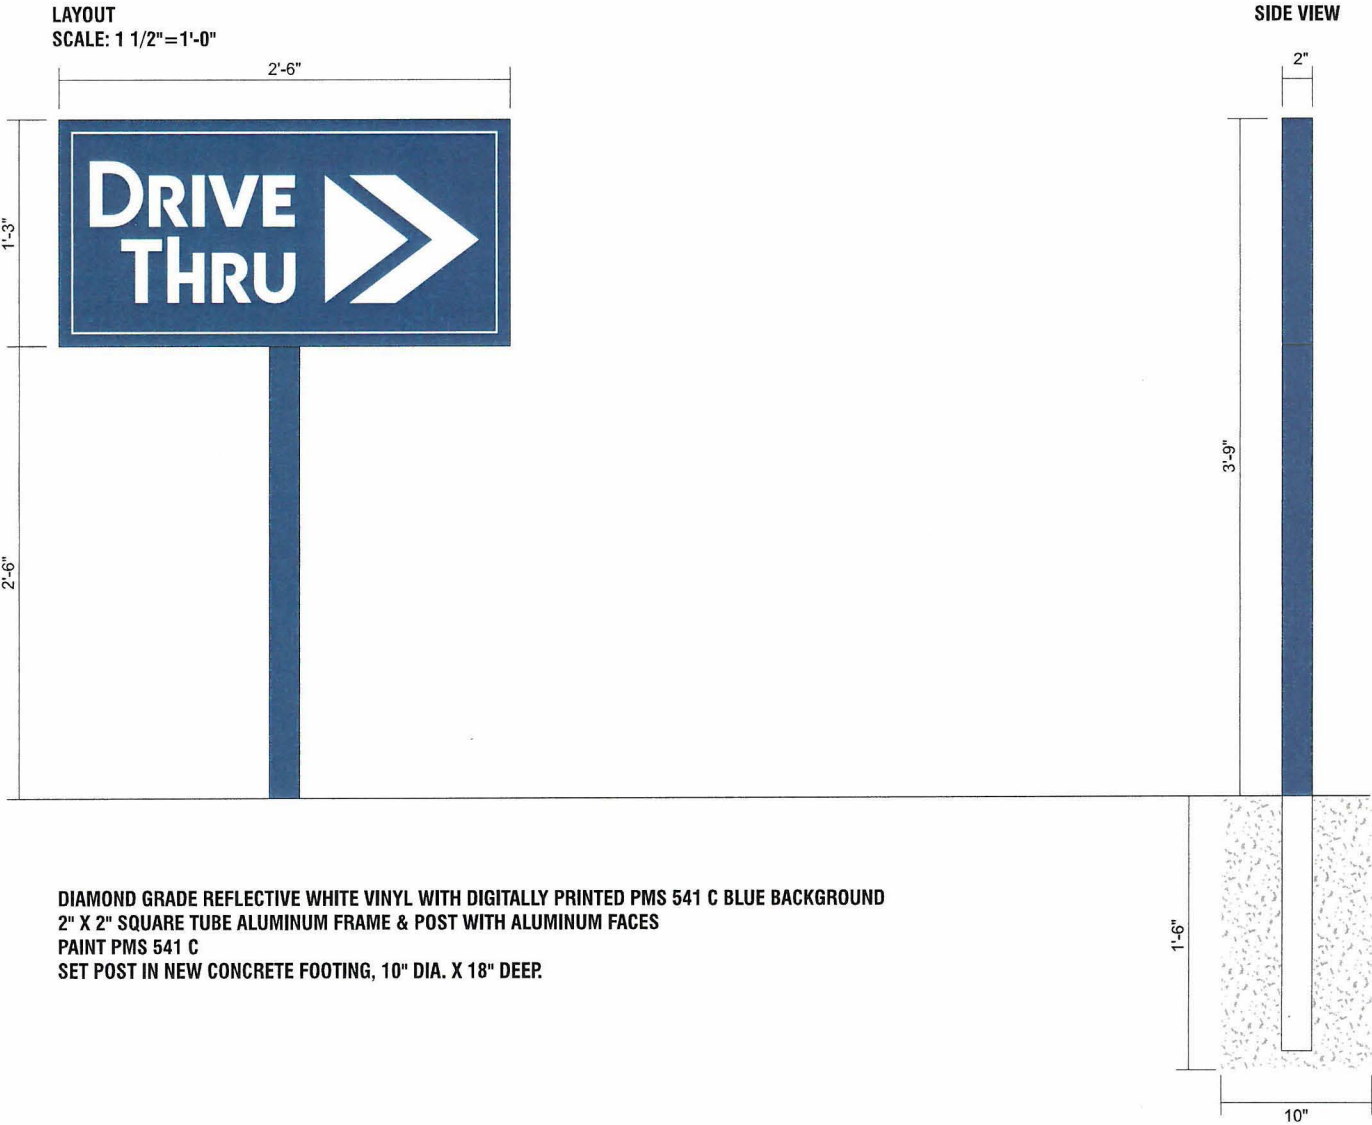 LAYOUT
SCALE: 1 1/2"=1'-0"
SIDE VIEW
2'-6"
2"
1'-3"
DRIVE
THRU
3'-9"
2'-6"
DIAMOND GRADE REFLECTIVE WHITE VINYL WITH DIGITALLY PRINTED PMS 541 C BLUE BACKGROUND
2" X 2" SQUARE TUBE ALUMINUM FRAME & POST WITH ALUMINUM FACES
PAINT PMS 541 C
SET POST IN NEW CONCRETE FOOTING, 10" DIA. X 18" DEEP.
1'-6"
10"